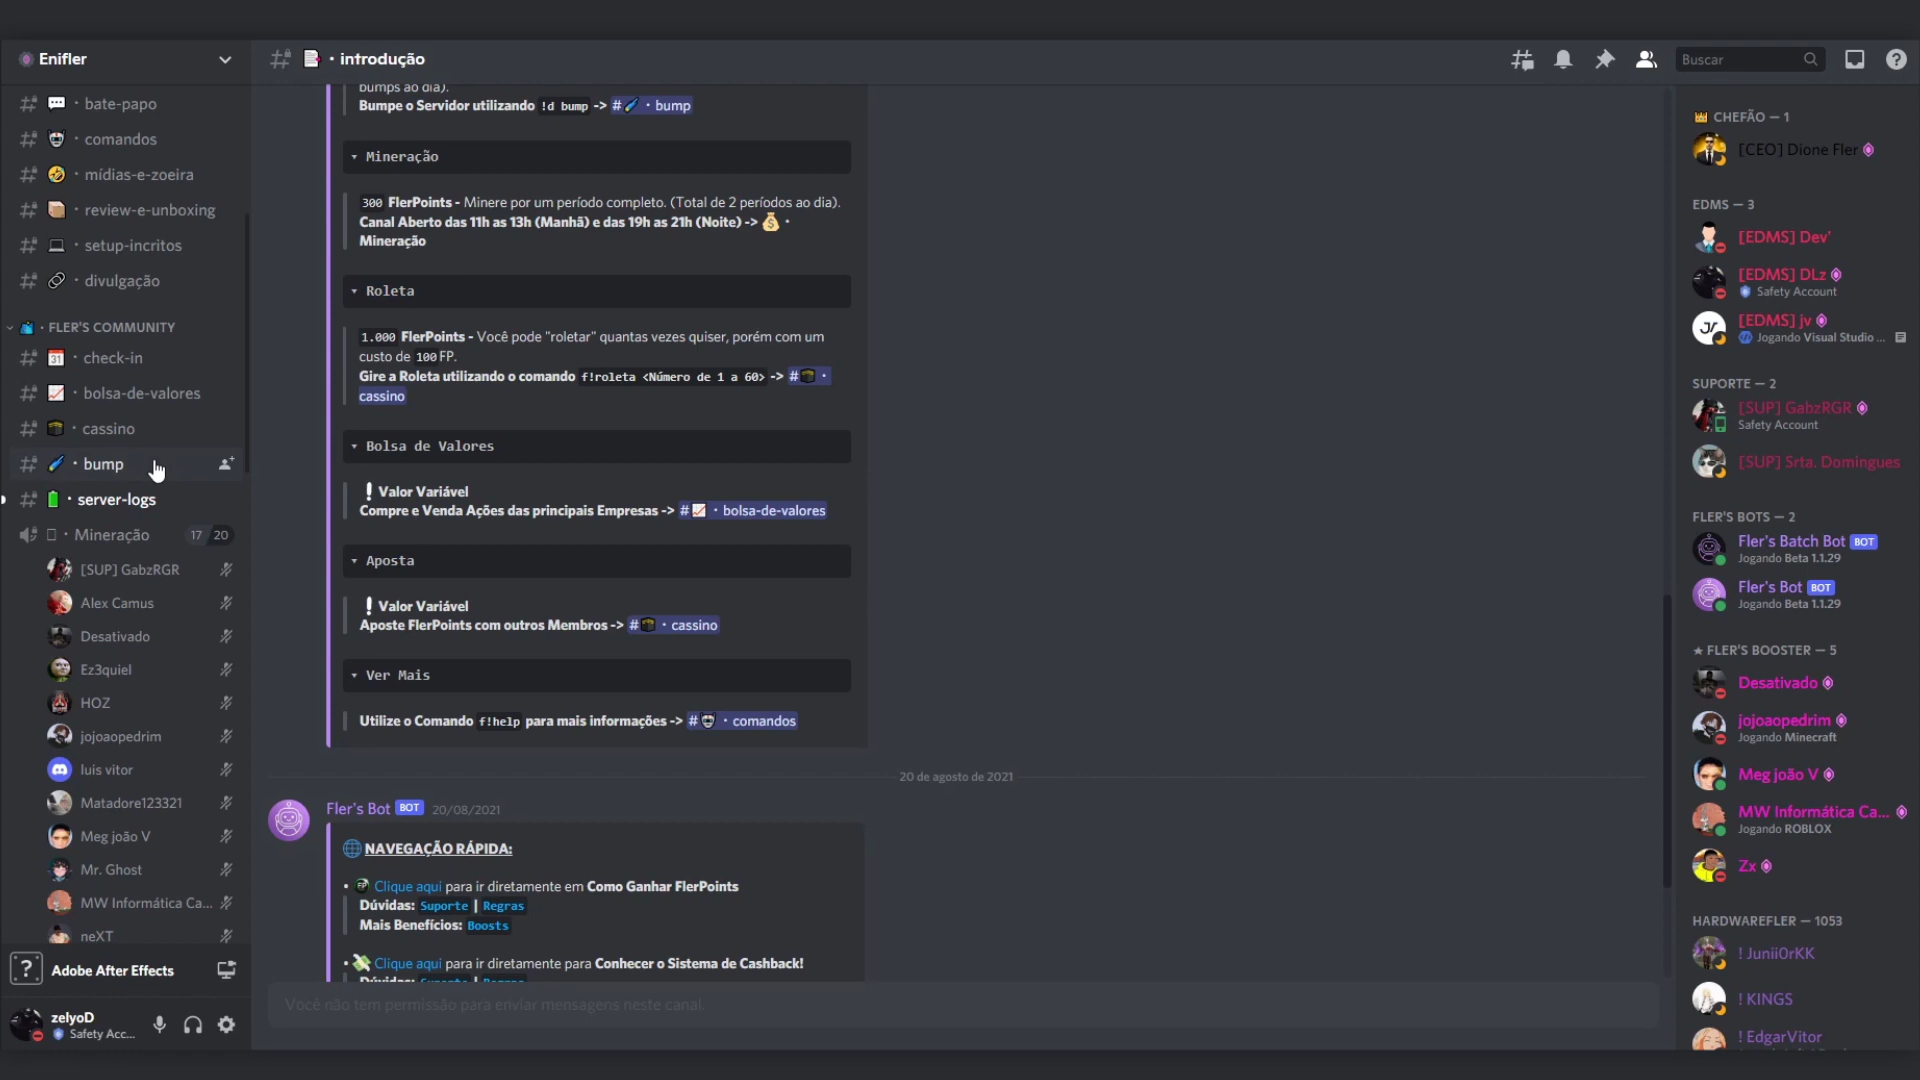 Enifler
· introdução
Buscar
· bate-papo
· comandos
· mídias-e-zoeira
· review-e-unboxing
· setup-incritos
· divulgação
· FLER'S COMMUNITY
· check-in
· bolsa-de-valores
· cassino
· bump
· server-logs
· Mineração 17 20
[SUP] GabzRGR
Alex Camus
Desativado
Ez3quiel
HOZ
jojoaopedrim
luis vitor
Matadore123321
Meg joão V
Mr. Ghost
MW Informática Ca...
neXT
Adobe After Effects
zelyoD
Safety Acc...
bumps ao dia).
Bumpe o Servidor utilizando !d bump -> # · bump
Mineração
300 FlerPoints - Minere por um período completo. (Total de 2 períodos ao dia).
Canal Aberto das 11h as 13h (Manhã) e das 19h as 21h (Noite) -> ·
Mineração
Roleta
1.000 FlerPoints - Você pode "roletar" quantas vezes quiser, porém com um
custo de 100 FP.
Gire a Roleta utilizando o comando f!roleta <Número de 1 a 60> -> # ·
cassino
Bolsa de Valores
! Valor Variável
Compre e Venda Ações das principais Empresas -> # · bolsa-de-valores
Aposta
! Valor Variável
Aposte FlerPoints com outros Membros -> # · cassino
Ver Mais
Utilize o Comando f!help para mais informações -> # · comandos
20 de agosto de 2021
Fler's Bot BOT 20/08/2021
NAVEGAÇÃO RÁPIDA:
• Clique aqui para ir diretamente em Como Ganhar FlerPoints
Dúvidas: Suporte | Regras
Mais Benefícios: Boosts
• Clique aqui para ir diretamente para Conhecer o Sistema de Cashback!
Dúvidas: Suporte | Regras
Você não tem permissão para enviar mensagens neste canal.
CHEFÃO — 1
[CEO] Dione Fler
EDMS — 3
[EDMS] Dev'
[EDMS] DLz
Safety Account
[EDMS] jv
Jogando Visual Studio ...
SUPORTE — 2
[SUP] GabzRGR
Safety Account
[SUP] Srta. Domingues
FLER'S BOTS — 2
Fler's Batch Bot BOT
Jogando Beta 1.1.29
Fler's Bot BOT
Jogando Beta 1.1.29
★ FLER'S BOOSTER — 5
Desativado
jojoaopedrim
Jogando Minecraft
Meg joão V
MW Informática Ca...
Jogando ROBLOX
Zx
HARDWAREFLER — 1053
! Junii0rKK
! KINGS
! EdgarVitor